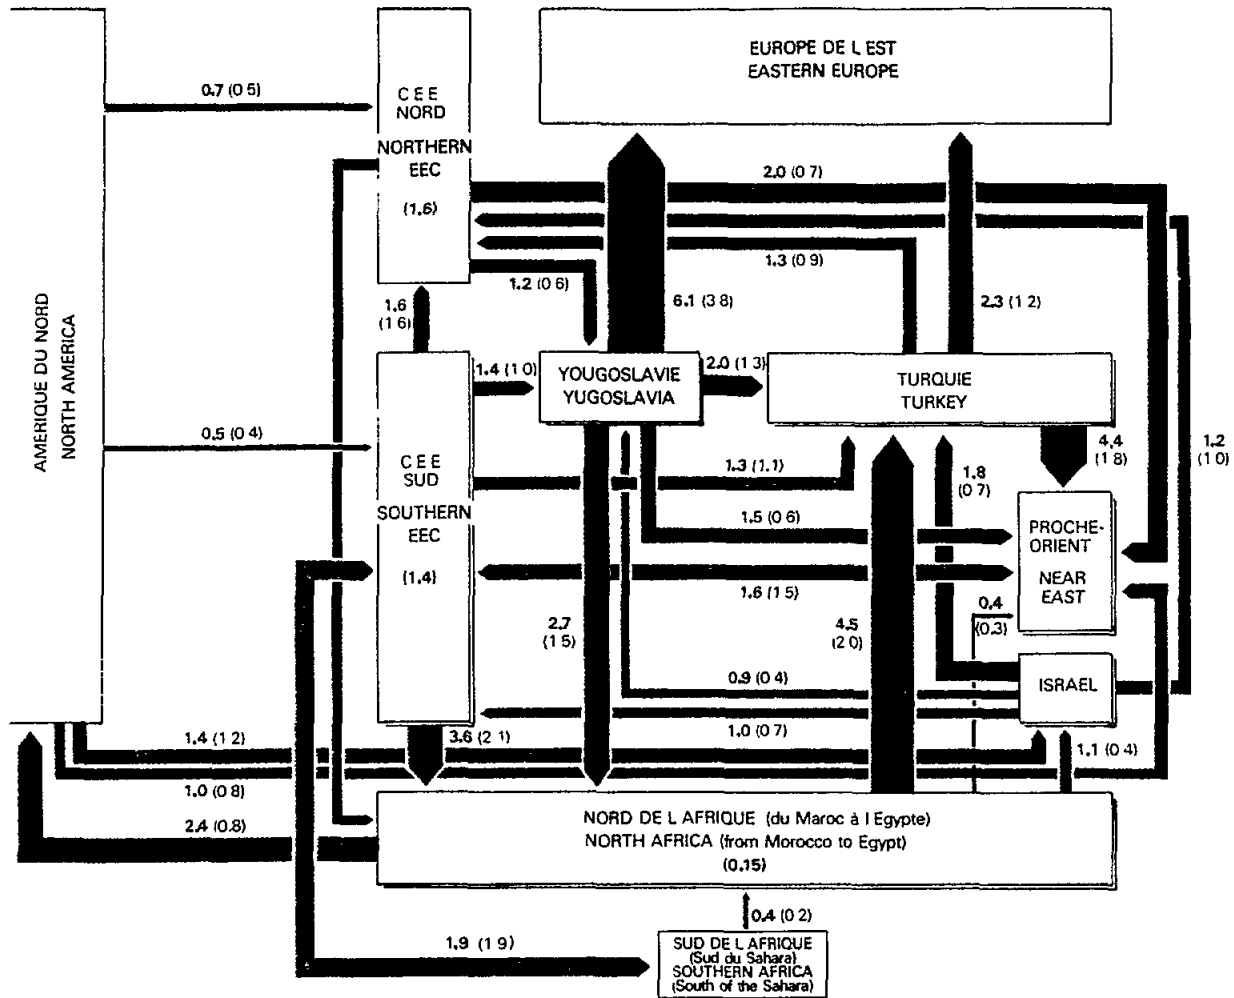 EUROPE DE L EST
EASTERN EUROPE
0.7 (0 5)
C E E
NORD
NORTHERN
EEC
(1.6)
2.0 (0 7)
1.3 (0 9)
1.2 (0 6)
6.1 (3 8)
2.3 (1 2)
1.6
(1 6)
AMERIQUE DU NORD
NORTH AMERICA
1.4 (1 0)
YOUGOSLAVIE
YUGOSLAVIA
2.0 (1 3)
TURQUIE
TURKEY
0.5 (0 4)
C E E
SUD
SOUTHERN
EEC
(1.4)
1.3 (1.1)
1.8
(0 7)
4.4
(1 8)
1.2
(1 0)
1.5 (0 6)
PROCHE-
ORIENT
NEAR
EAST
1.6 (1 5)
0.4
(0.3)
2.7
(1 5)
4.5
(2 0)
0.9 (0 4)
ISRAEL
1.0 (0 7)
1.4 (1 2)
3.6 (2 1)
1.1 (0 4)
1.0 (0 8)
2.4 (0.8)
NORD DE L AFRIQUE (du Maroc à l Egypte)
NORTH AFRICA (from Morocco to Egypt)
(0.15)
0.4 (0 2)
1.9 (1 9)
SUD DE L AFRIQUE
(Sud du Sahara)
SOUTHERN AFRICA
(South of the Sahara)